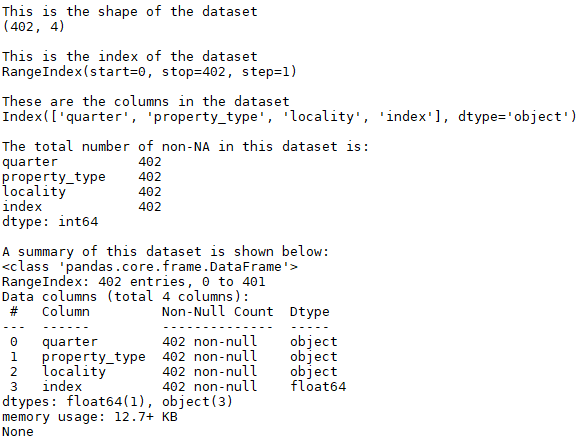 This is the shape of the dataset
(402, 4)

This is the index of the dataset
RangeIndex(start=0, stop=402, step=1)

These are the columns in the dataset
Index(['quarter', 'property_type', 'locality', 'index'], dtype='object')

The total number of non-NA in this dataset is:
quarter          402
property_type    402
locality         402
index            402
dtype: int64

A summary of this dataset is shown below:
<class 'pandas.core.frame.DataFrame'>
RangeIndex: 402 entries, 0 to 401
Data columns (total 4 columns):
 #   Column         Non-Null Count  Dtype
---  ------         --------------  -----
 0   quarter        402 non-null    object
 1   property_type  402 non-null    object
 2   locality       402 non-null    object
 3   index          402 non-null    float64
dtypes: float64(1), object(3)
memory usage: 12.7+ KB
None